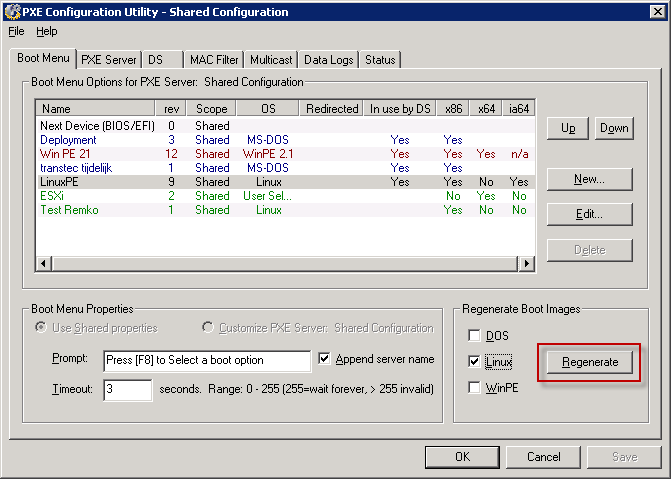 PXE Configuration Utility - Shared Configuration
File Help
Boot Menu PXE Server DS MAC Filter Multicast Data Logs Status
Boot Menu Options for PXE Server: Shared Configuration
Name rev Scope OS Redirected In use by DS x86 x64 ia64
Next Device (BIOS/EFI) 0 Shared
Deployment 3 Shared MS-DOS Yes Yes
Win PE 21 12 Shared WinPE 2.1 Yes Yes Yes n/a
transtec tijdelijk 1 Shared MS-DOS Yes Yes
LinuxPE 9 Shared Linux Yes Yes No Yes
ESXi 2 Shared User Sel... No Yes No
Test Remko 1 Shared Linux Yes No No
Up Down
New...
Edit...
Delete
Boot Menu Properties
Use Shared properties Customize PXE Server: Shared Configuration
Prompt: Press [F8] to Select a boot option Append server name
Timeout: 3 seconds. Range: 0 - 255 (255=wait forever, > 255 invalid)
Regenerate Boot Images
DOS
Linux
WinPE
Regenerate
OK Cancel Save